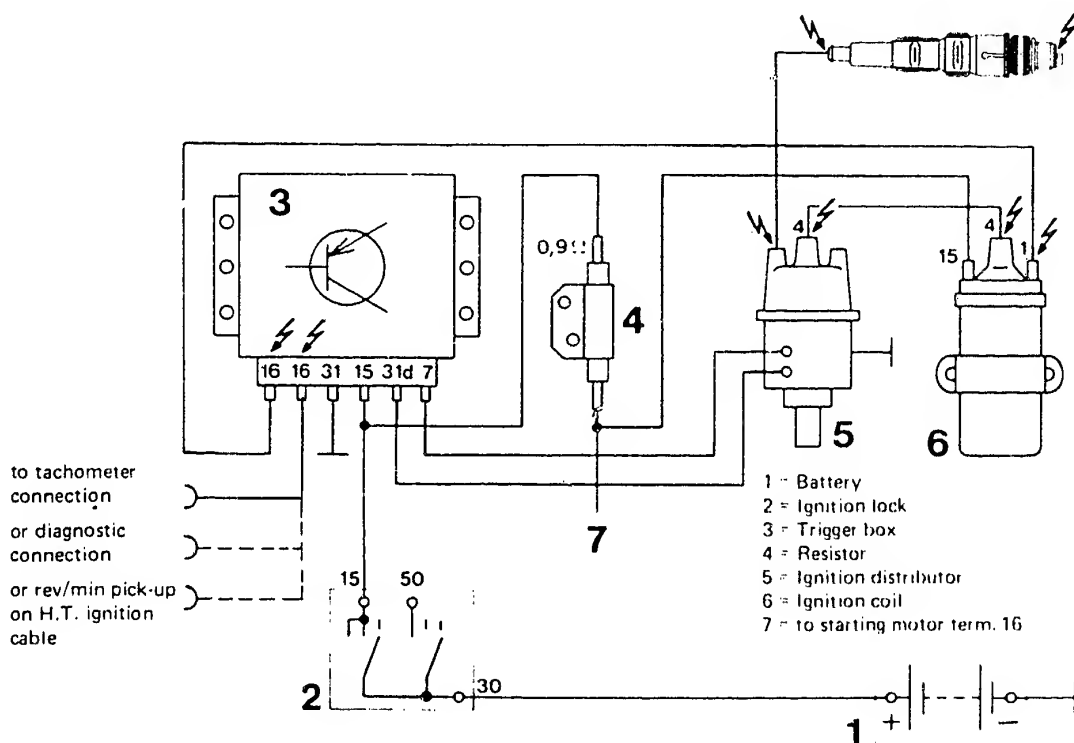 3
0,9Ω
4
4
4
15
1
16 16 31 15 31d 7
5
6
to tachometer
connection
or diagnostic
connection
or rev/min pick-up
on H.T. ignition
cable
7
15
50
2
30
1
+
−
1 = Battery
2 = Ignition lock
3 = Trigger box
4 = Resistor
5 = Ignition distributor
6 = Ignition coil
7 = to starting motor term. 16